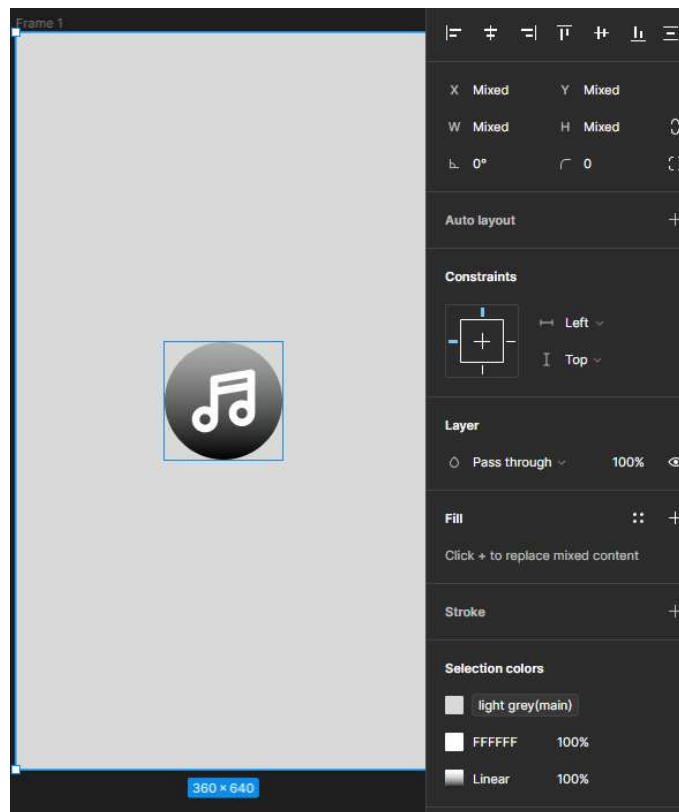 Frame 1
X Mixed Y Mixed
W Mixed H Mixed
0° 0
Auto layout
Constraints
Left
Top
Layer
Pass through 100%
Fill
Click + to replace mixed content
Stroke
Selection colors
light grey(main)
FFFFFF 100%
Linear 100%
360 × 640